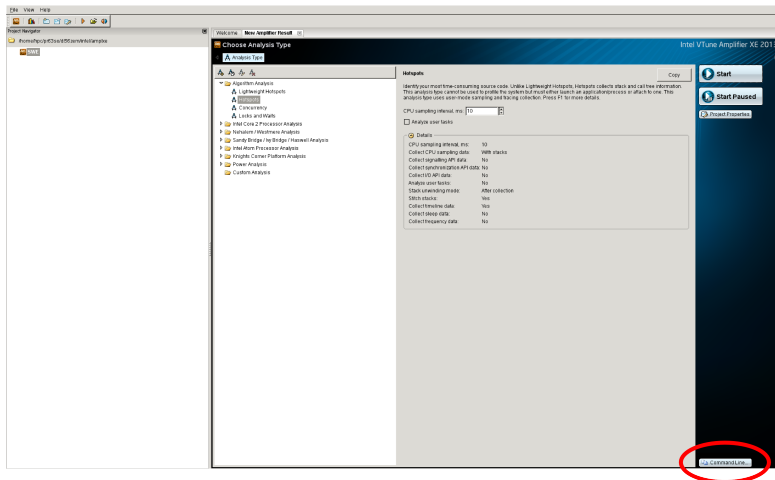 File View Help
Project Navigator
/home/hpc/pr63so/di56zem/intel/amplxe
SWE
Welcome New Amplifier Result
Choose Analysis Type
Intel VTune Amplifier XE 2013
Analysis Type
Algorithm Analysis
Lightweight Hotspots
Hotspots
Concurrency
Locks and Waits
Intel Core 2 Processor Analysis
Nehalem / Westmere Analysis
Sandy Bridge / Ivy Bridge / Haswell Analysis
Intel Atom Processor Analysis
Knights Corner Platform Analysis
Power Analysis
Custom Analysis
Hotspots
Copy
Identify your most time-consuming source code. Unlike Lightweight Hotspots, Hotspots collects stack and call tree information.
This analysis type cannot be used to profile the system but must either launch an application/process or attach to one. This
analysis type uses user-mode sampling and tracing collection. Press F1 for more details.
CPU sampling interval, ms: 10
Analyze user tasks
Details
CPU sampling interval, ms: 10
Collect CPU sampling data: With stacks
Collect signalling API data: No
Collect synchronization API data: No
Collect I/O API data: No
Analyze user tasks: No
Stack unwinding mode: After collection
Stitch stacks: Yes
Collect timeline data: Yes
Collect sleep data: No
Collect frequency data: No
Start
Start Paused
Project Properties
Command Line...